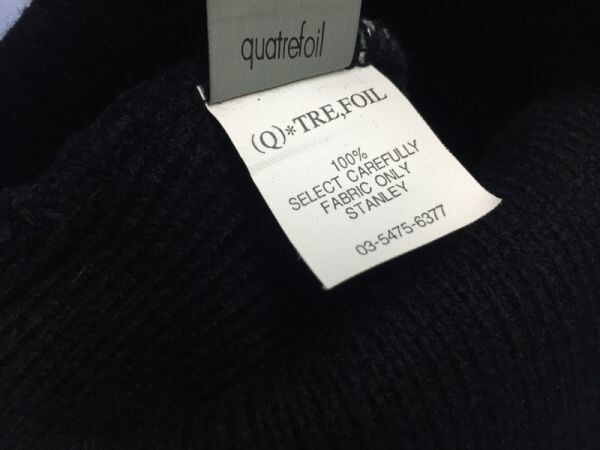 quatrefoil
(Q)*TRE,FOIL
100%
SELECT CAREFULLY
FABRIC ONLY
STANLEY
03-5475-6377